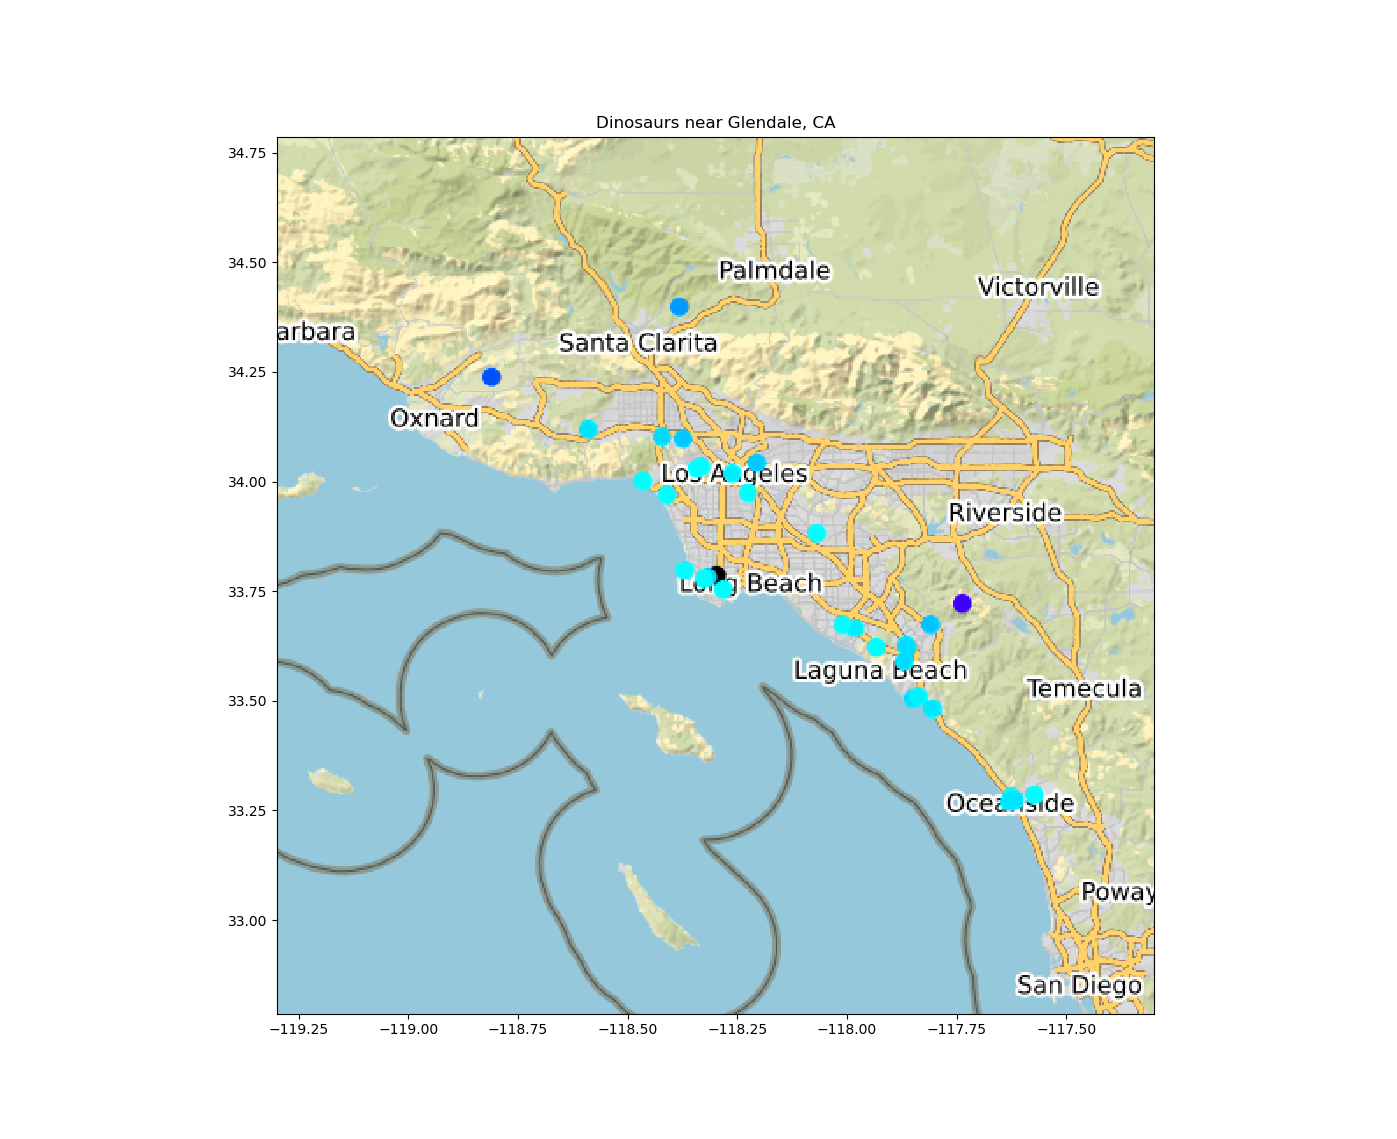 Dinosaurs near Glendale, CA
34.75
34.50
34.25
34.00
33.75
33.50
33.25
33.00
Palmdale
Victorville
arbara
Santa Clarita
Oxnard
Los Angeles
Riverside
Long Beach
Laguna Beach
Temecula
Oceanside
Poway
San Diego
−119.25 −119.00 −118.75 −118.50 −118.25 −118.00 −117.75 −117.50